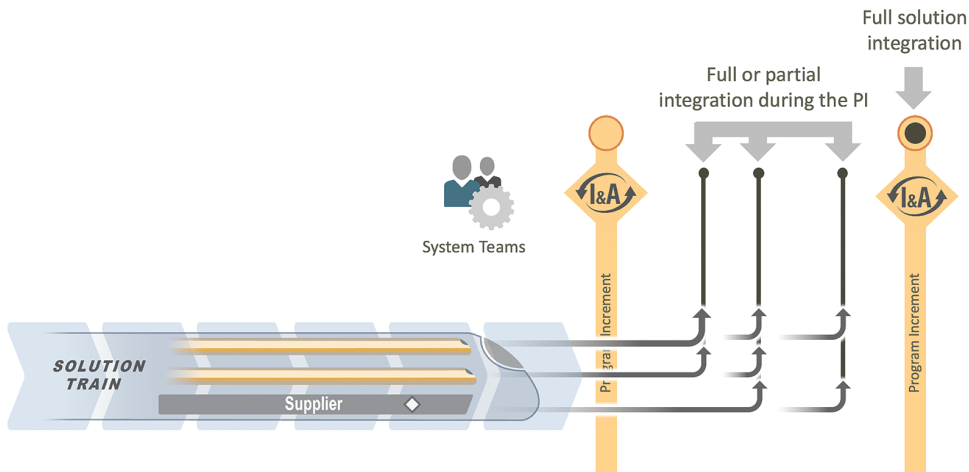 Full solution
integration
Full or partial
integration during the PI
I&A
I&A
System Teams
Program Increment
Program Increment
SOLUTION
TRAIN
Supplier